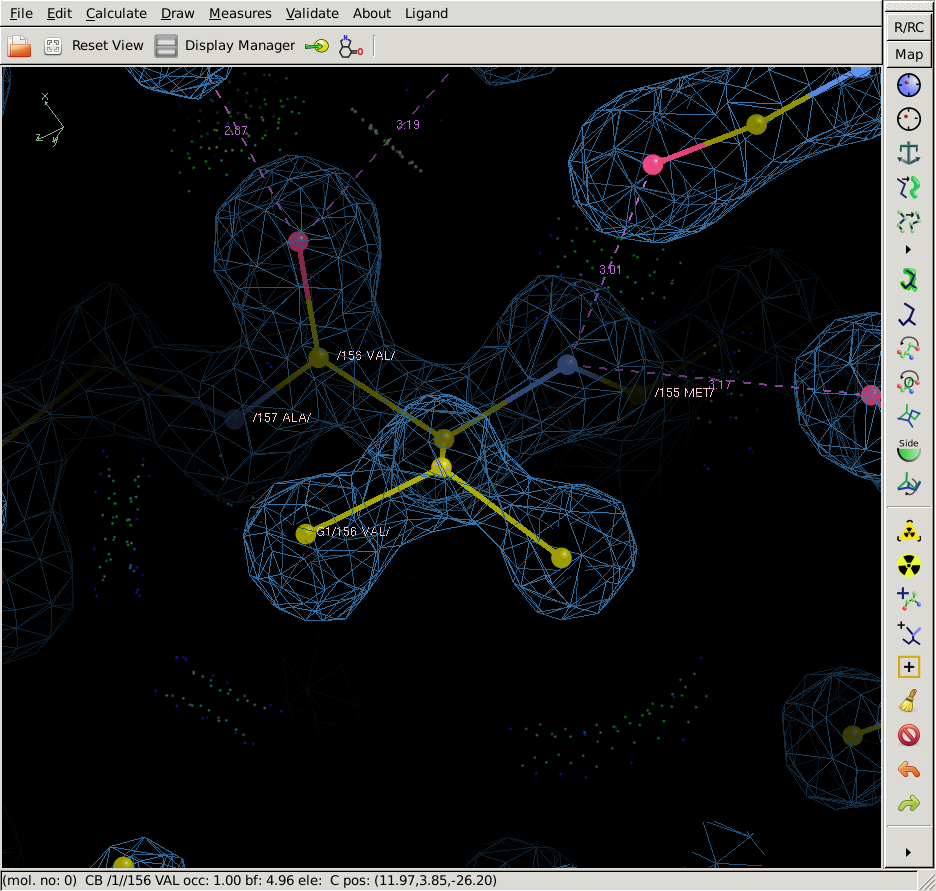 File Edit Calculate Draw Measures Validate About Ligand
R/RC
Reset View Display Manager
Map
x
z y
2.87
3.19
3.01
/156 VAL/
3.17
/155 MET/
/157 ALA/
Side
G1/156 VAL/
(mol. no: 0) CB /1//156 VAL occ: 1.00 bf: 4.96 ele: C pos: (11.97,3.85,-26.20)